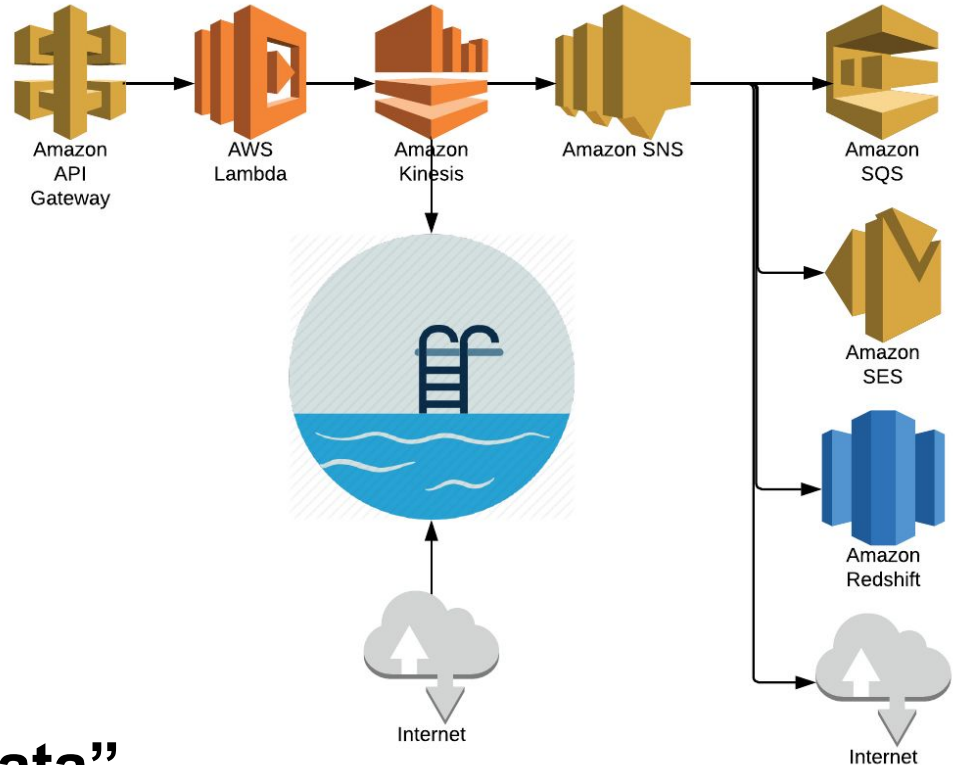 Amazon
API
Gateway
AWS
Lambda
Amazon
Kinesis
Amazon SNS
Amazon
SQS
Amazon
SES
Amazon
Redshift
Internet
Internet